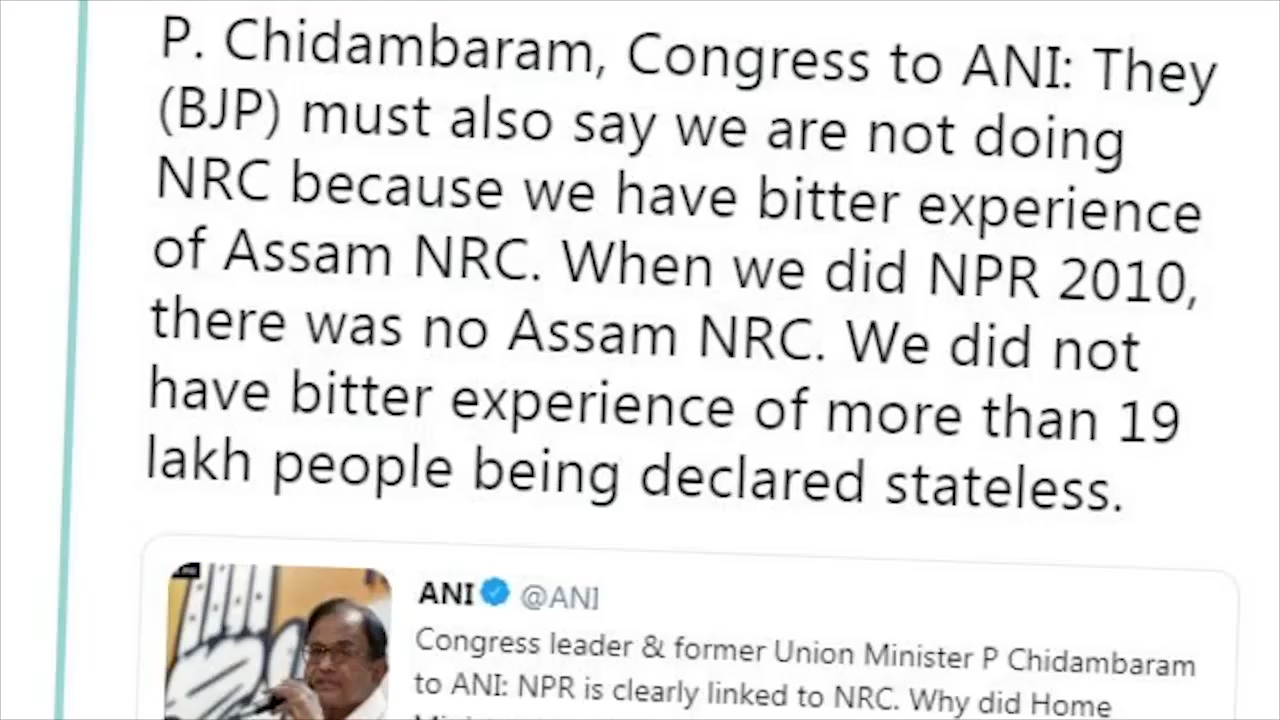 P. Chidambaram, Congress to ANI: They
(BJP) must also say we are not doing
NRC because we have bitter experience
of Assam NRC. When we did NPR 2010,
there was no Assam NRC. We did not
have bitter experience of more than 19
lakh people being declared stateless.
ANI @ANI
Congress leader & former Union Minister P Chidambaram
to ANI: NPR is clearly linked to NRC. Why did Home